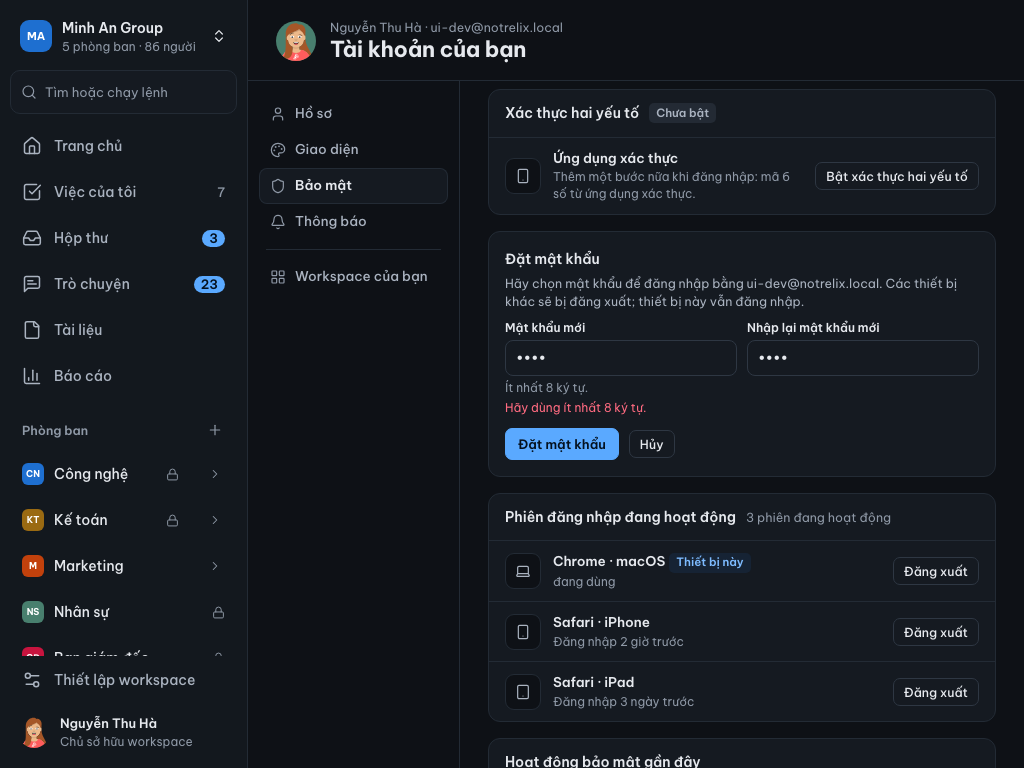 MA
Minh An Group
5 phòng ban · 86 người
Tìm hoặc chạy lệnh
Trang chủ
Việc của tôi 7
Hộp thư 3
Trò chuyện 23
Tài liệu
Báo cáo
Phòng ban
CN Công nghệ
KT Kế toán
M Marketing
NS Nhân sự
Ban giám đốc
Thiết lập workspace
Nguyễn Thu Hà
Chủ sở hữu workspace
Nguyễn Thu Hà · ui-dev@notrelix.local
Tài khoản của bạn
Hồ sơ
Giao diện
Bảo mật
Thông báo
Workspace của bạn
Xác thực hai yếu tố Chưa bật
Ứng dụng xác thực
Thêm một bước nữa khi đăng nhập: mã 6
số từ ứng dụng xác thực.
Bật xác thực hai yếu tố
Đặt mật khẩu
Hãy chọn mật khẩu để đăng nhập bằng ui-dev@notrelix.local. Các thiết bị
khác sẽ bị đăng xuất; thiết bị này vẫn đăng nhập.
Mật khẩu mới Nhập lại mật khẩu mới
•••• ••••
Ít nhất 8 ký tự.
Hãy dùng ít nhất 8 ký tự.
Đặt mật khẩu Hủy
Phiên đăng nhập đang hoạt động 3 phiên đang hoạt động
Chrome · macOS Thiết bị này
đang dùng
Đăng xuất
Safari · iPhone
Đăng nhập 2 giờ trước
Đăng xuất
Safari · iPad
Đăng nhập 3 ngày trước
Đăng xuất
Hoạt động bảo mật gần đây